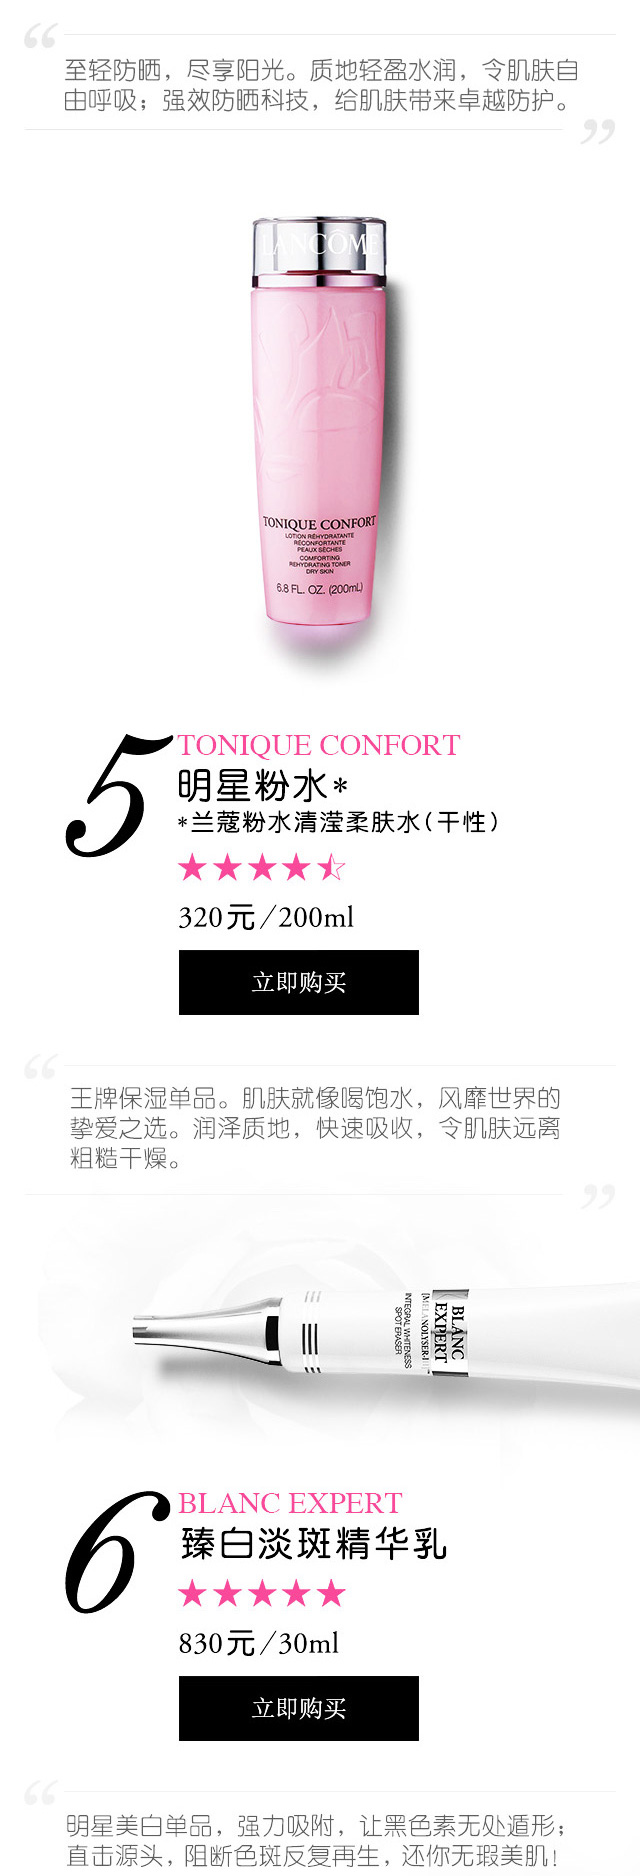 至轻防晒，尽享阳光。质地轻盈水润，令肌肤自
由呼吸；强效防晒科技，给肌肤带来卓越防护。
LANCÔME
TONIQUE CONFORT
LOTION RÉHYDRATANTE
RÉCONFORTANTE
PEAUX SÈCHES
COMFORTING
REHYDRATING TONER
DRY SKIN
6.8 FL. OZ. (200mL)
5
TONIQUE CONFORT
明星粉水*
*兰蔻粉水清滢柔肤水（干性）
320元/200ml
立即购买
王牌保湿单品。肌肤就像喝饱水，风靡世界的
挚爱之选。润泽质地，快速吸收，令肌肤远离
粗糙干燥。
BLANC
EXPERT
INTEGRAL WHITENESS
SPOT ERASER
6
BLANC EXPERT
臻白淡斑精华乳
830元/30ml
立即购买
明星美白单品，强力吸附，让黑色素无处遁形；
直击源头，阻断色斑反复再生，还你无瑕美肌！